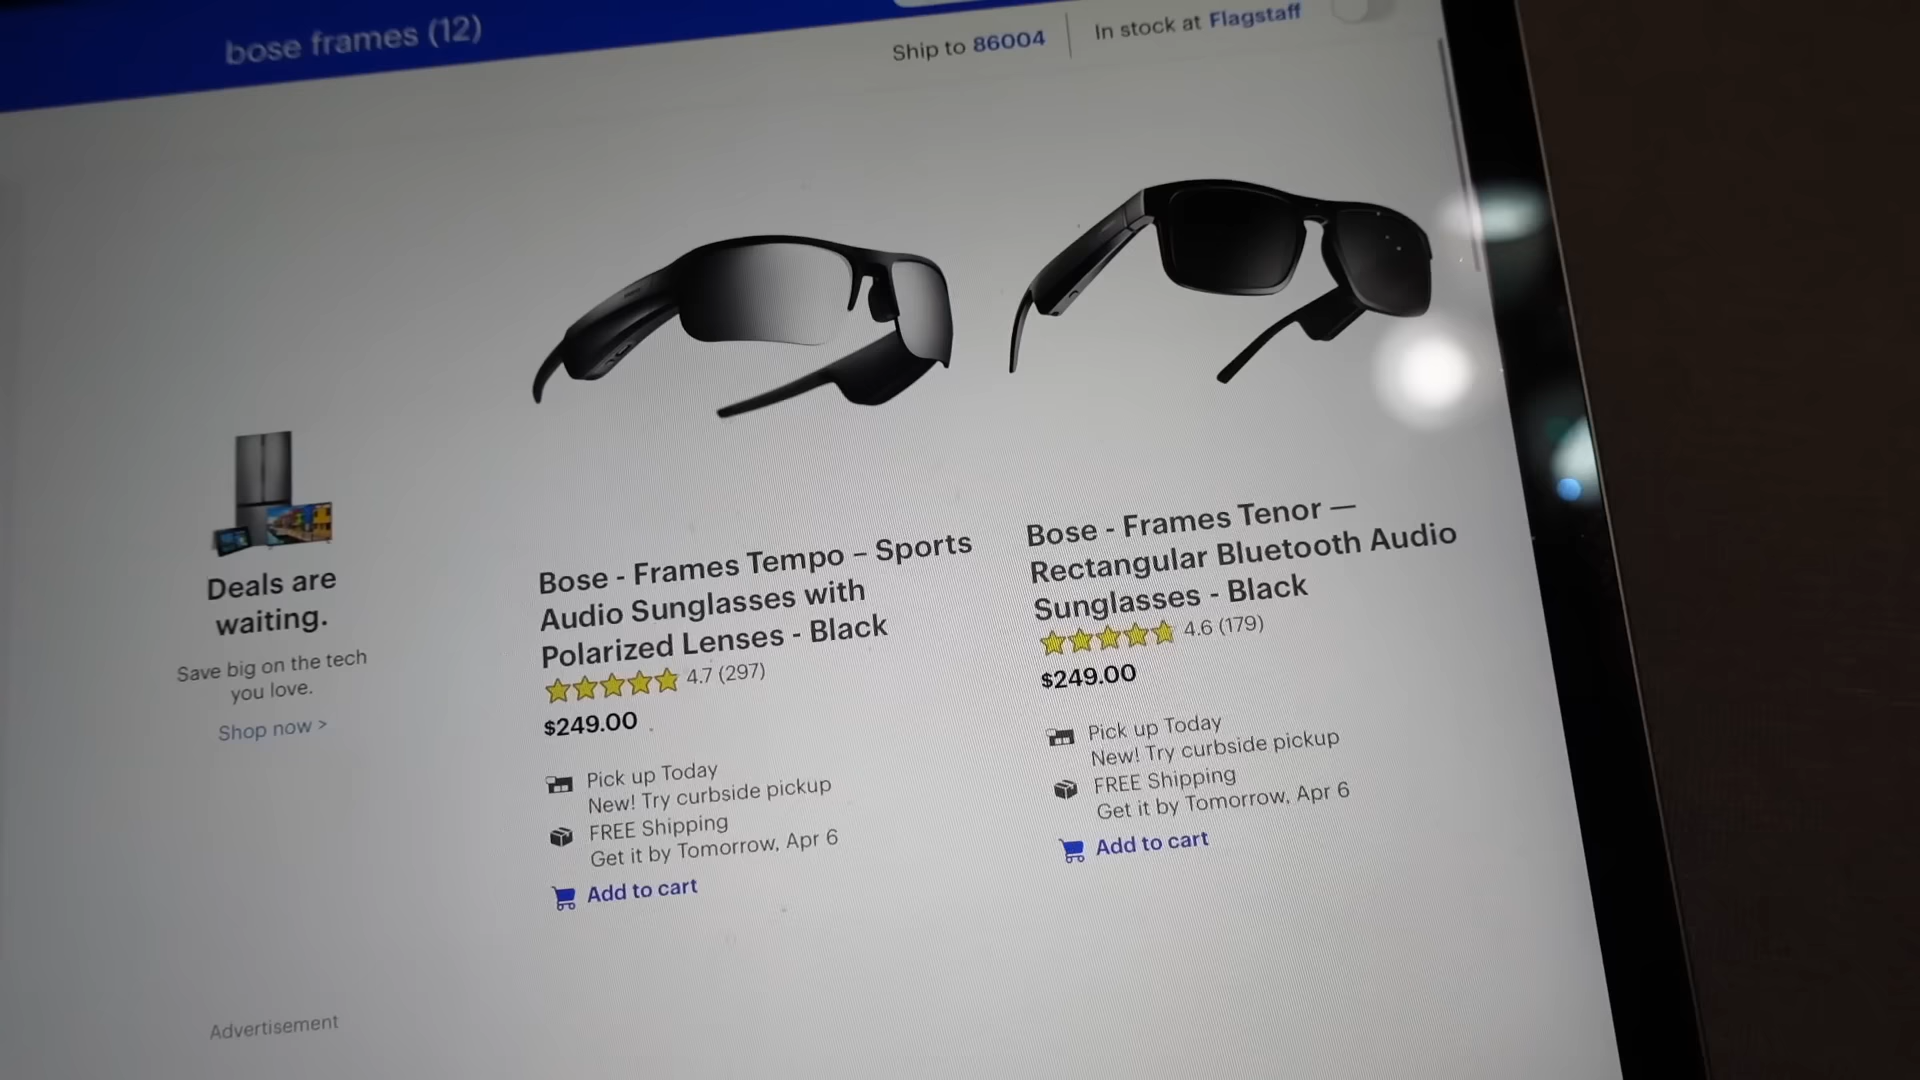 bose frames (12)
Ship to 86004
In stock at Flagstaff
Deals are
waiting.
Save big on the tech
you love.
Shop now >
Advertisement
Bose - Frames Tempo – Sports
Audio Sunglasses with
Polarized Lenses - Black
4.7 (297)
$249.00
Pick up Today
New! Try curbside pickup
FREE Shipping
Get it by Tomorrow, Apr 6
Add to cart
Bose - Frames Tenor —
Rectangular Bluetooth Audio
Sunglasses - Black
4.6 (179)
$249.00
Pick up Today
New! Try curbside pickup
FREE Shipping
Get it by Tomorrow, Apr 6
Add to cart